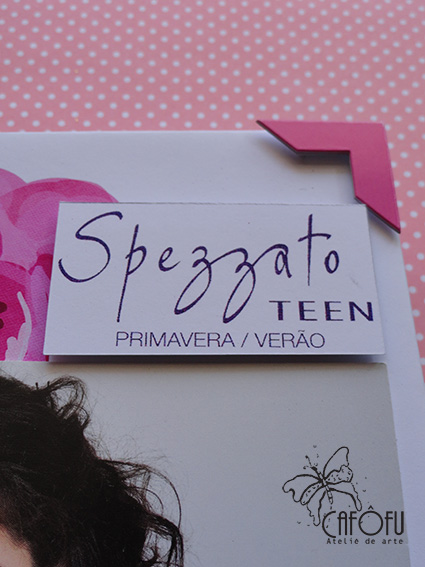 Spezzato
TEEN
PRIMAVERA / VERÃO
CAFÔFU
Ateliê de arte